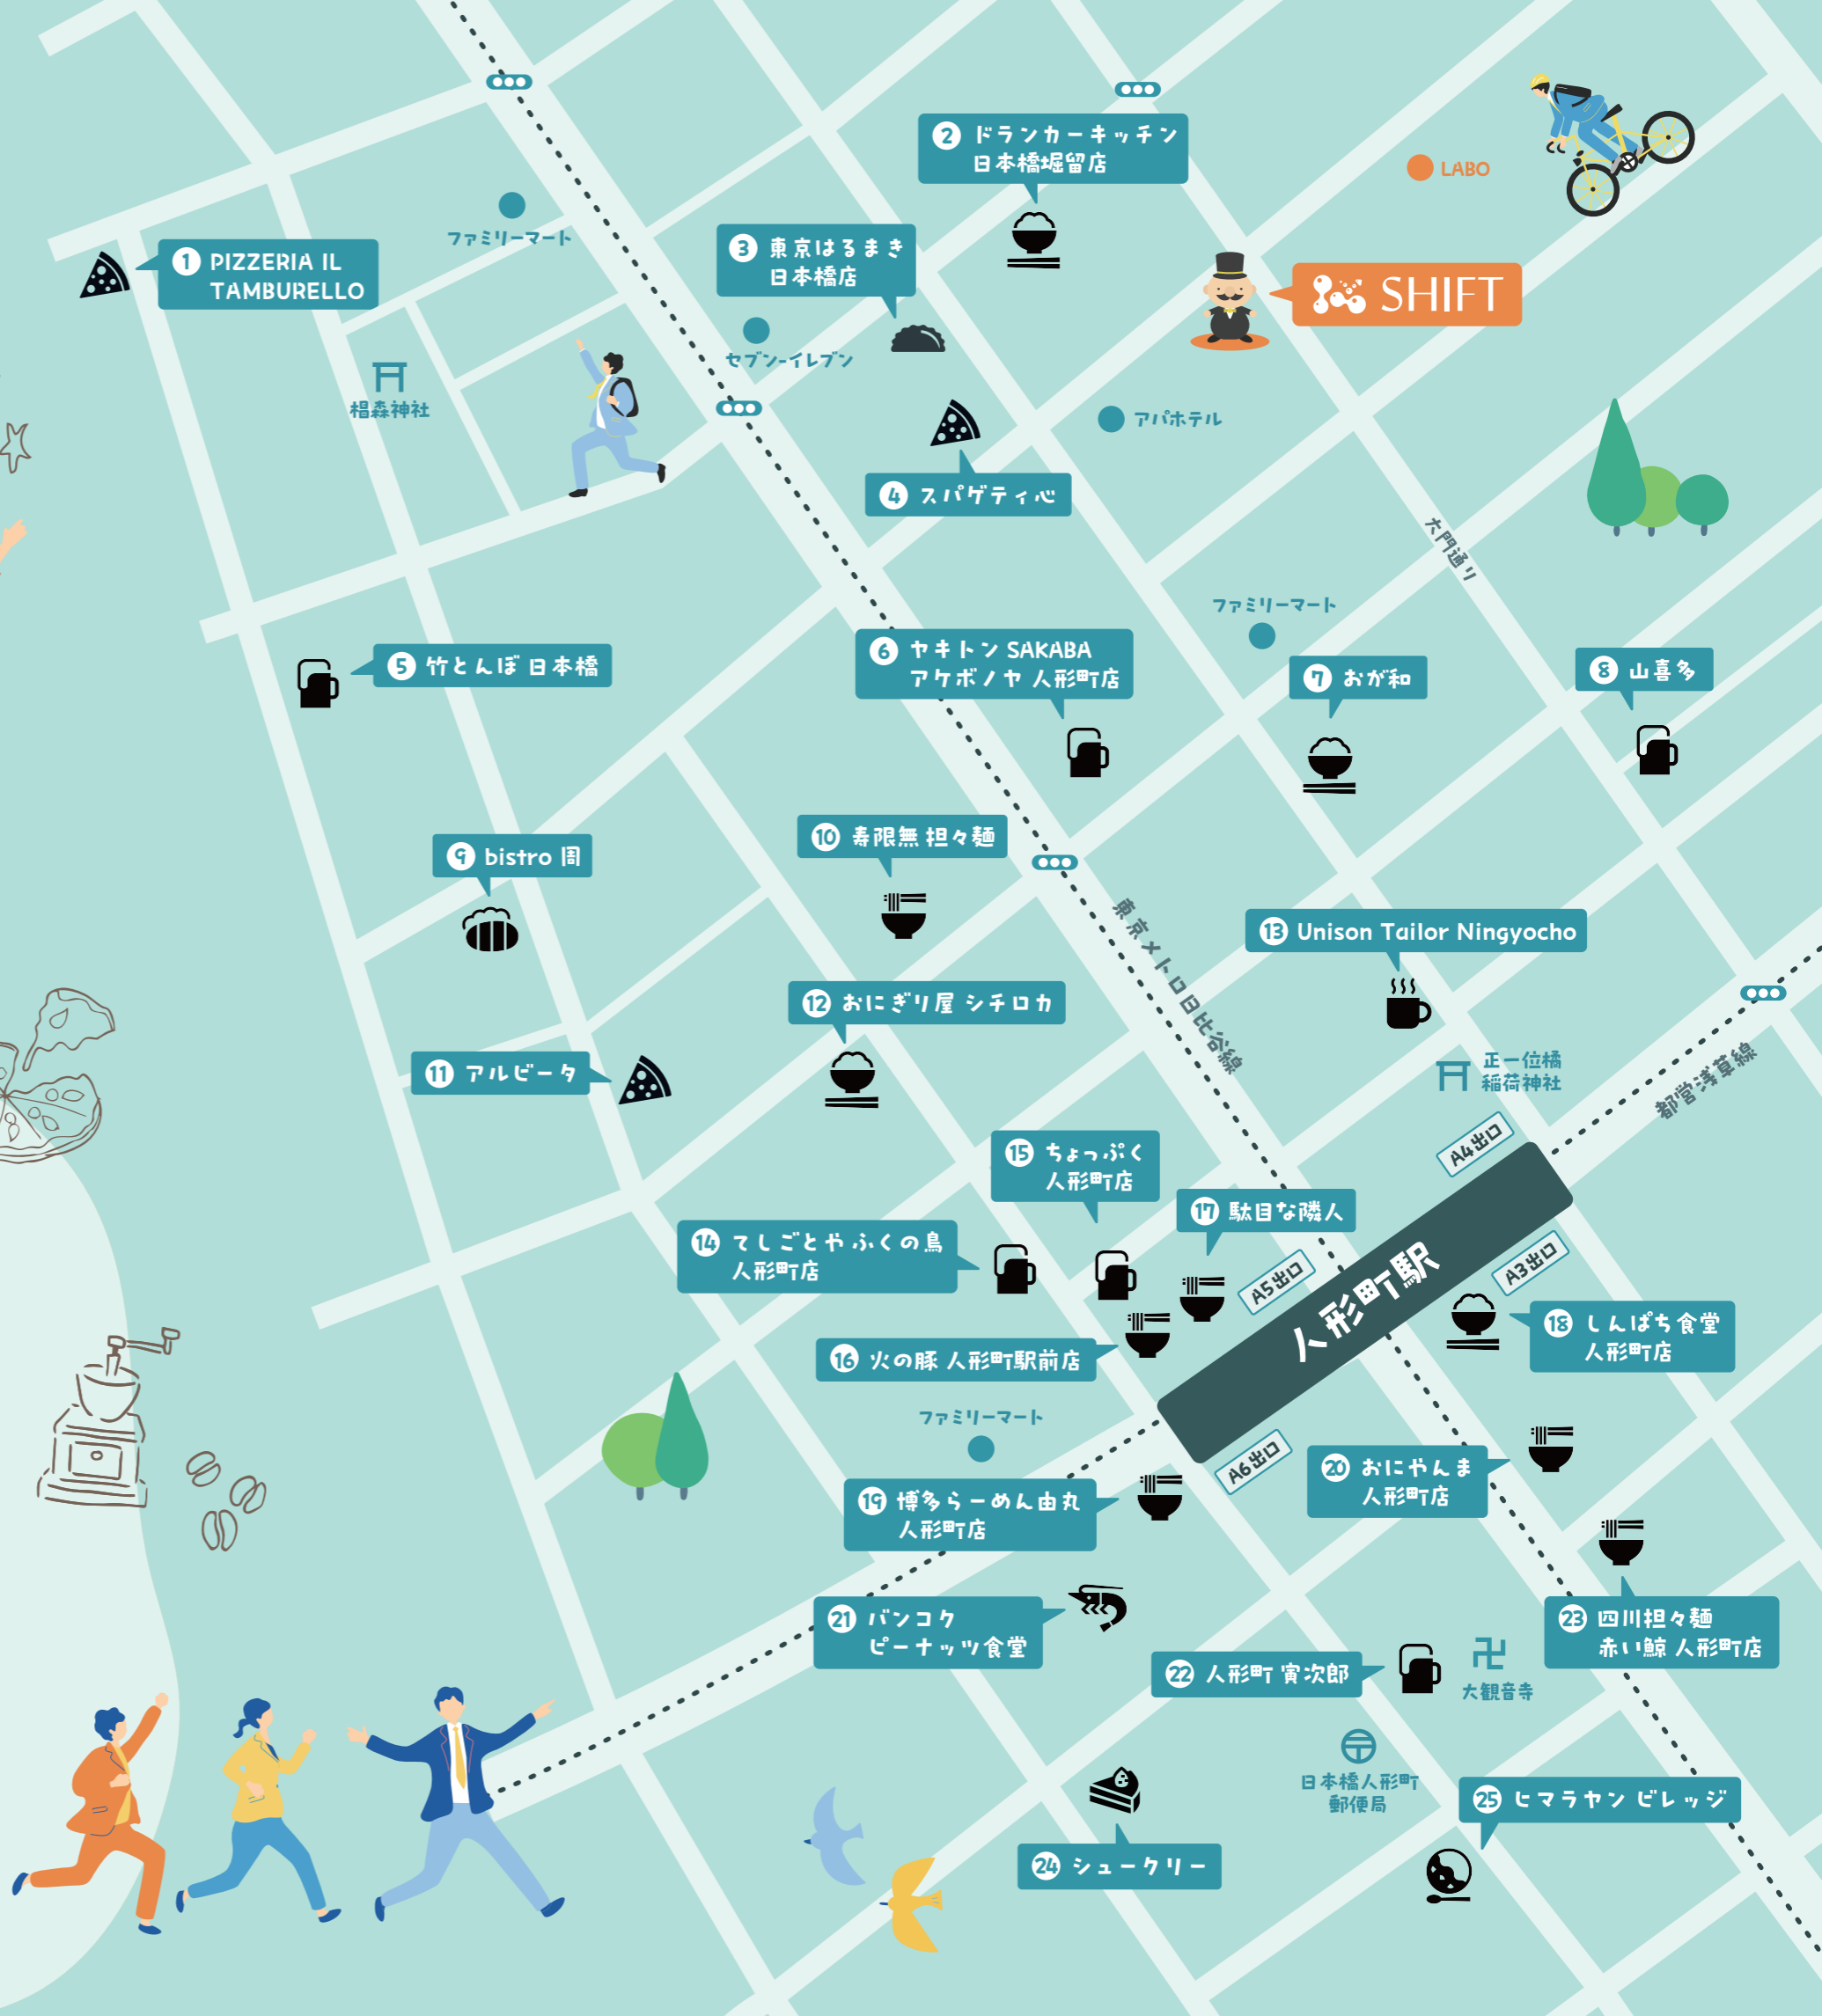 ② ドランカーキッチン
日本橋堀留店
LABO
ファミリーマート
① PIZZERIA IL
TAMBURELLO
③ 東京はるまき
日本橋店
SHIFT
セブン-イレブン
椙森神社
アパホテル
④ スパゲティ心
大門通り
ファミリーマート
⑤ 竹とんぼ 日本橋
⑥ ヤキトン SAKABA
アケボノヤ 人形町店
⑦ おが和
⑧ 山喜多
⑨ bistro 周
⑩ 寿限無 担々麺
東京メトロ日比谷線
⑬ Unison Tailor Ningyocho
⑫ おにぎり屋 シチロカ
⑪ アルビータ
正一位橘
稲荷神社
都営浅草線
A4出口
⑮ ちょっぷく
人形町店
⑰ 駄目な隣人
⑭ てしごとや ふくの鳥
人形町店
A5出口
人形町駅
A3出口
⑯ 火の豚 人形町駅前店
⑱ しんぱち食堂
人形町店
ファミリーマート
A6出口
⑲ 博多らーめん由丸
人形町店
⑳ おにやんま
人形町店
㉑ バンコク
ピーナッツ食堂
㉓ 四川担々麺
赤い鯨 人形町店
㉒ 人形町 寅次郎
大観音寺
日本橋人形町
郵便局
㉕ ヒマラヤン ビレッジ
㉔ シュークリー